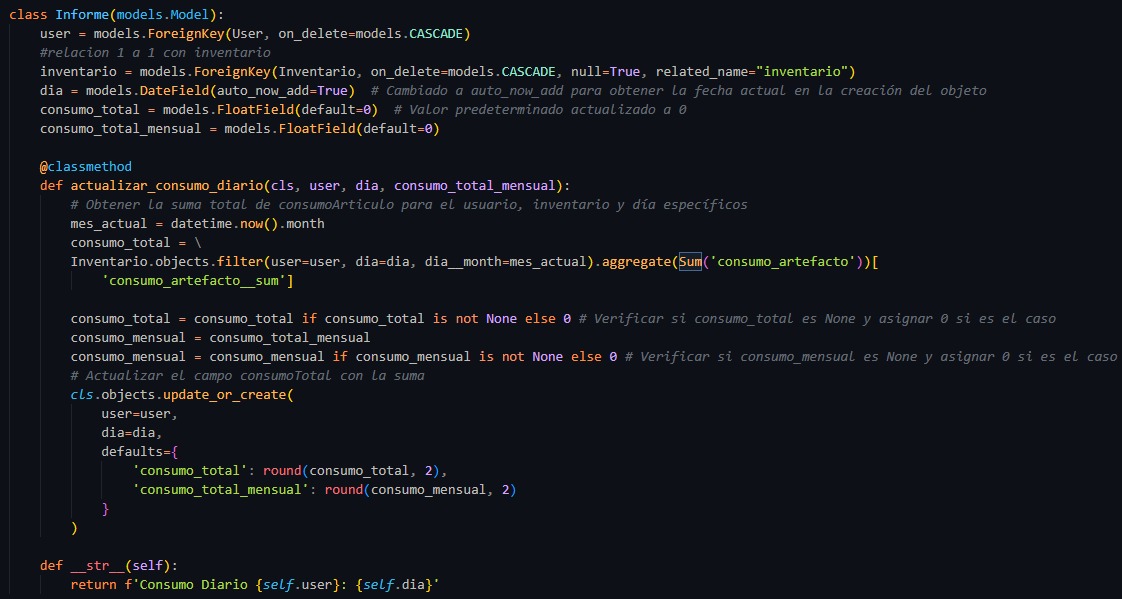 class Informe(models.Model):
    user = models.ForeignKey(User, on_delete=models.CASCADE)
    #relacion 1 a 1 con inventario
    inventario = models.ForeignKey(Inventario, on_delete=models.CASCADE, null=True, related_name="inventario")
    dia = models.DateField(auto_now_add=True)  # Cambiado a auto_now_add para obtener la fecha actual en la creación del objeto
    consumo_total = models.FloatField(default=0)  # Valor predeterminado actualizado a 0
    consumo_total_mensual = models.FloatField(default=0)

    @classmethod
    def actualizar_consumo_diario(cls, user, dia, consumo_total_mensual):
        # Obtener la suma total de consumoArticulo para el usuario, inventario y día específicos
        mes_actual = datetime.now().month
        consumo_total = \
        Inventario.objects.filter(user=user, dia=dia, dia__month=mes_actual).aggregate(Sum('consumo_artefacto'))[
            'consumo_artefacto__sum']

        consumo_total = consumo_total if consumo_total is not None else 0 # Verificar si consumo_total es None y asignar 0 si es el caso
        consumo_mensual = consumo_total_mensual
        consumo_mensual = consumo_mensual if consumo_mensual is not None else 0 # Verificar si consumo_mensual es None y asignar 0 si es el caso
        # Actualizar el campo consumoTotal con la suma
        cls.objects.update_or_create(
            user=user,
            dia=dia,
            defaults={
                'consumo_total': round(consumo_total, 2),
                'consumo_total_mensual': round(consumo_mensual, 2)
            }
        )

    def __str__(self):
        return f'Consumo Diario {self.user}: {self.dia}'